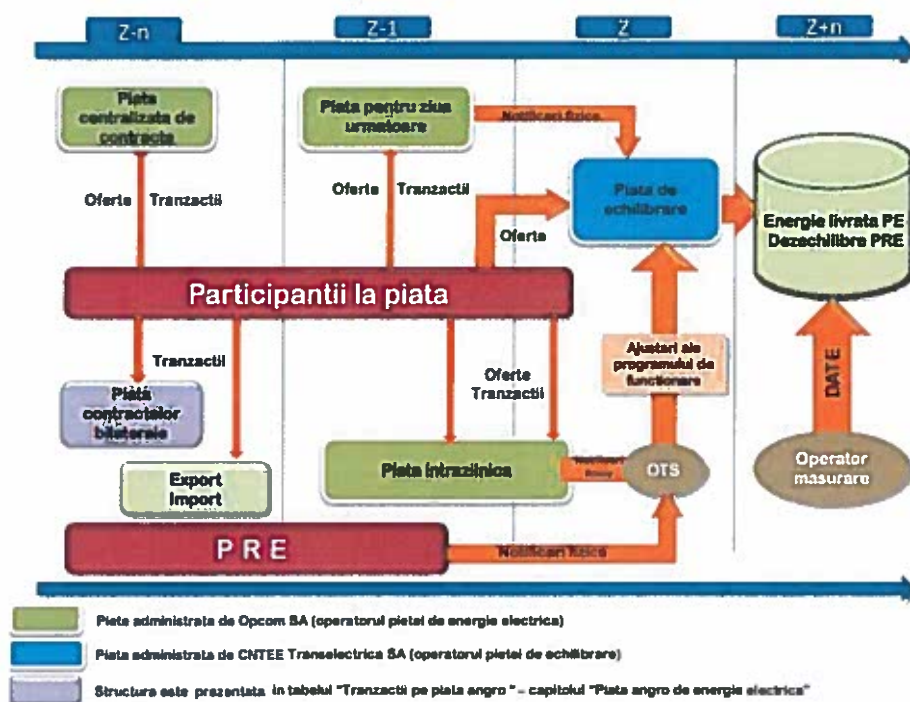 Z-n
Z-1
Z
Z+n
Piata
centralizata de
contracte
Piata pentru ziua
urmatoare
Notificari fizice
Piata de
echilibrare
Energie livrata PE
Dezechilibre PRE
Oferte
Tranzactii
Oferte
Tranzactii
Oferte
Participantii la piata
Tranzactii
Ajustari ale
programului de
functionare
Oferte
Tranzactii
DATE
Piata
contractelor
bilaterale
Export
Import
Piata intrazilnica
Notificari
OTS
Operator
masurare
PRE
Notificari fizice
Piete administrata de Opcom SA (operatorul pietei de energie electrica)
Piata administrata de CNTEE Transelectrica SA (operatorul pietei de echilibrare)
Structura este prezentata in tabelul "Tranzactii pe piata angro" – capitolul "Piata angro de energie electrica"